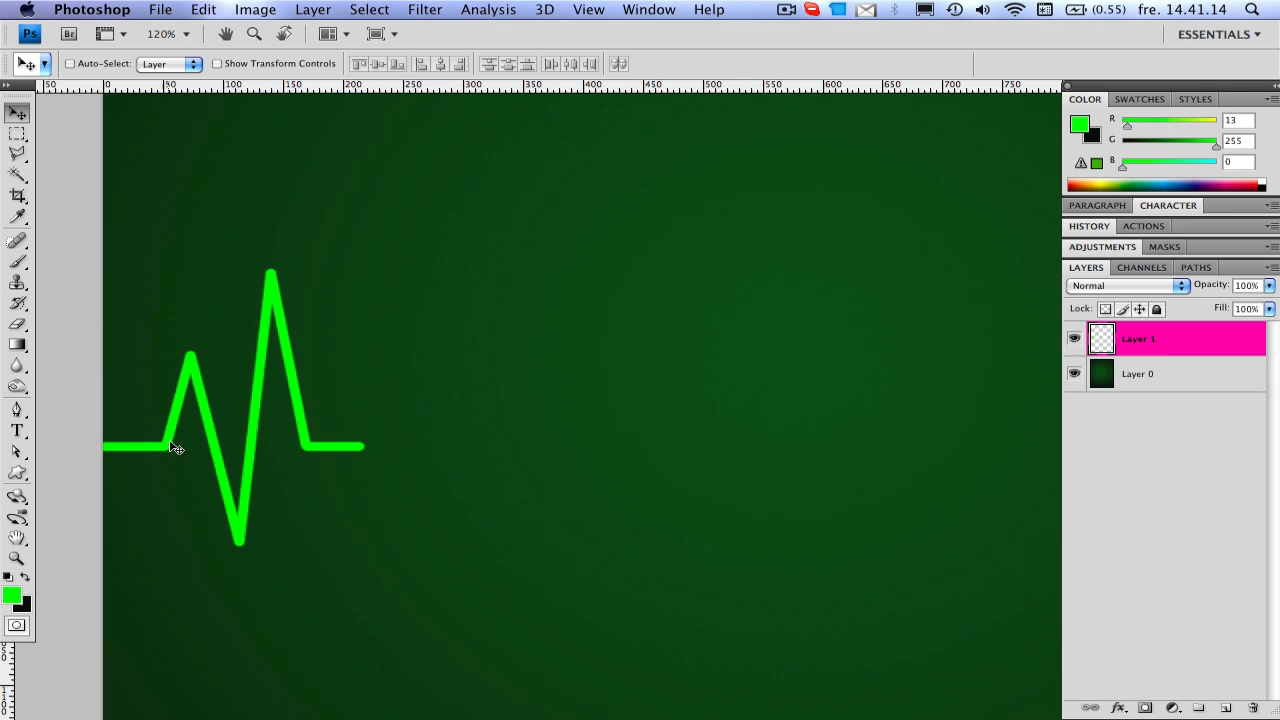 Photoshop File Edit Image Layer Select Filter Analysis 3D View Window Help (0.55) fre. 14.41.14
Ps Br 120% ESSENTIALS
Auto-Select: Layer Show Transform Controls
50 0 50 100 150 200 250 300 350 400 450 500 550 600 650 700 750
COLOR SWATCHES STYLES
R 13
G 255
B 0
PARAGRAPH CHARACTER
HISTORY ACTIONS
ADJUSTMENTS MASKS
LAYERS CHANNELS PATHS
Normal Opacity: 100%
Lock: Fill: 100%
Layer 1
Layer 0
T
fx